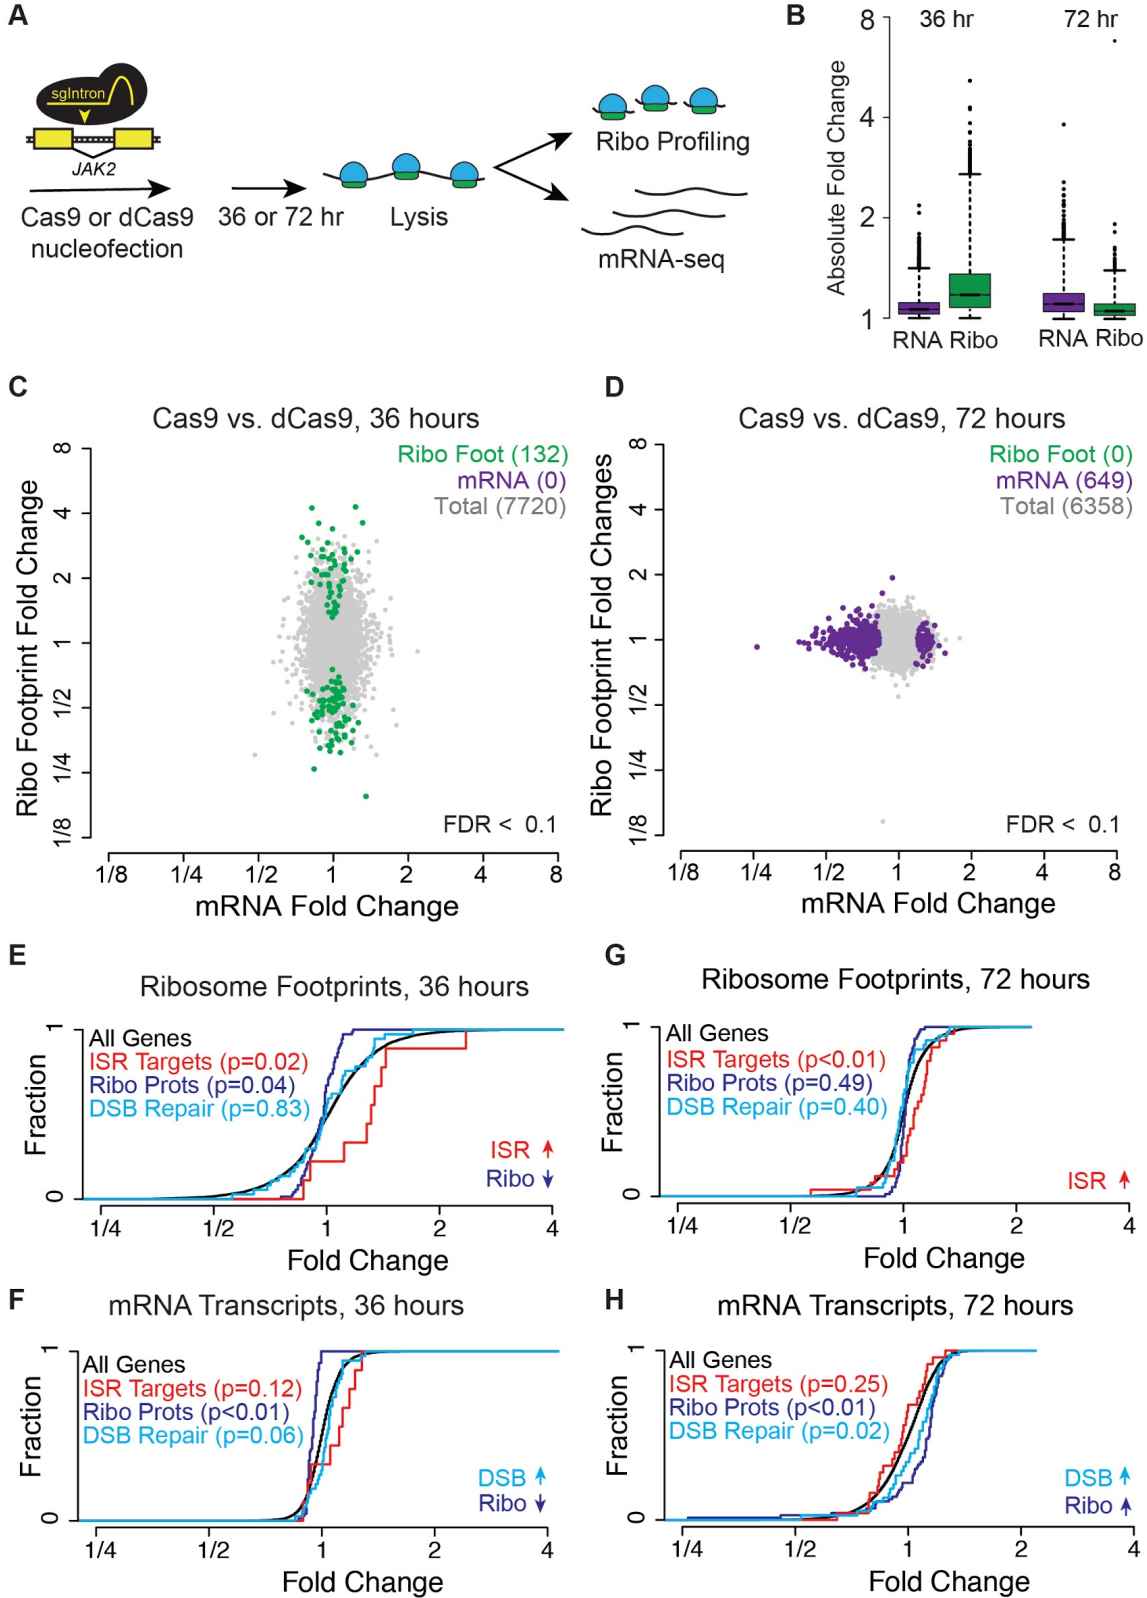 A
sgIntron
JAK2
Cas9 or dCas9
nucleofection
36 or 72 hr
Lysis
Ribo Profiling
mRNA-seq
B
36 hr
72 hr
Absolute Fold Change
8
4
2
1
RNA Ribo
RNA Ribo
C
Cas9 vs. dCas9, 36 hours
Ribo Foot (132)
mRNA (0)
Total (7720)
Ribo Footprint Fold Change
8
4
2
1
1/2
1/4
1/8
FDR < 0.1
1/8 1/4 1/2 1 2 4 8
mRNA Fold Change
D
Cas9 vs. dCas9, 72 hours
Ribo Foot (0)
mRNA (649)
Total (6358)
Ribo Footprint Fold Changes
8
4
2
1
1/2
1/4
1/8
FDR < 0.1
1/8 1/4 1/2 1 2 4 8
mRNA Fold Change
E
Ribosome Footprints, 36 hours
All Genes
ISR Targets (p=0.02)
Ribo Prots (p=0.04)
DSB Repair (p=0.83)
ISR
Ribo
Fraction
1
0
1/4 1/2 1 2 4
Fold Change
G
Ribosome Footprints, 72 hours
All Genes
ISR Targets (p<0.01)
Ribo Prots (p=0.49)
DSB Repair (p=0.40)
ISR
Fraction
1
0
1/4 1/2 1 2 4
Fold Change
F
mRNA Transcripts, 36 hours
All Genes
ISR Targets (p=0.12)
Ribo Prots (p<0.01)
DSB Repair (p=0.06)
DSB
Ribo
Fraction
1
0
1/4 1/2 1 2 4
Fold Change
H
mRNA Transcripts, 72 hours
All Genes
ISR Targets (p=0.25)
Ribo Prots (p<0.01)
DSB Repair (p=0.02)
DSB
Ribo
Fraction
1
0
1/4 1/2 1 2 4
Fold Change